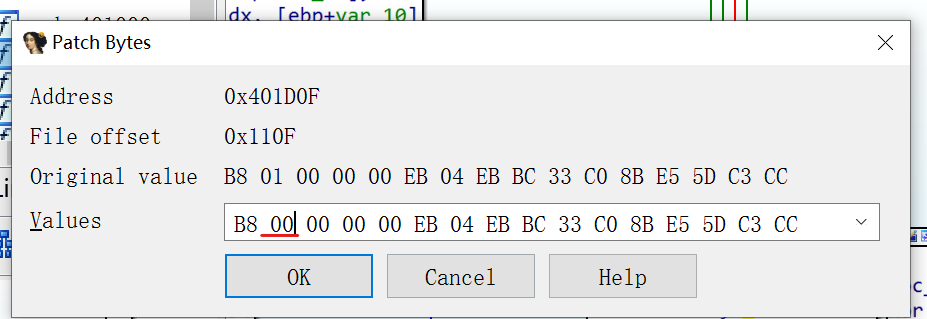 dx, [ebp+var_10]
Patch Bytes
Address 0x401D0F
File offset 0x110F
Original value B8 01 00 00 00 EB 04 EB BC 33 C0 8B E5 5D C3 CC
Values B8 00 00 00 00 EB 04 EB BC 33 C0 8B E5 5D C3 CC
OK Cancel Help